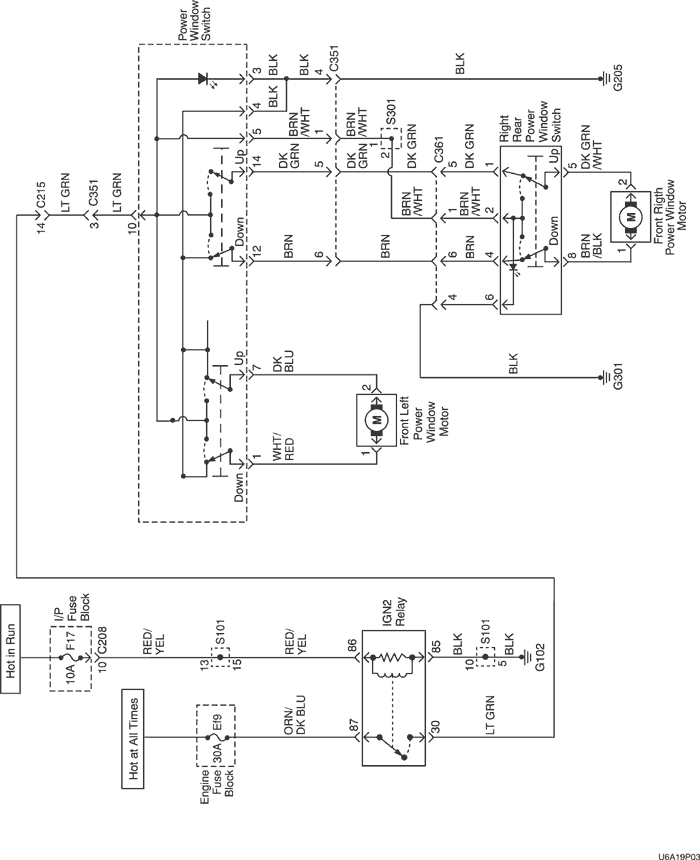 Hot in Run
I/P
Fuse
Block
F17
10A
10
C208
RED/
YEL
13
S101
15
RED/
YEL
86
IGN2
Relay
85
BLK
10
S101
5
BLK
G102
Hot at All Times
Engine
Fuse
Block
Ef9
30A
ORN/
DK BLU
87
30
LT GRN
14
C215
LT GRN
3
C351
LT GRN
10
Power
Window
Switch
3
BLK
BLK
4
C351
BLK
G205
4
BLK
5
BRN
/WHT
1
BRN
/WHT
1
S301
2
Up
14
DK
GRN
5
DK
GRN
DK GRN
C361
5
DK GRN
1
BRN
/WHT
1
BRN
/WHT
2
Down
12
BRN
6
BRN
6
BRN
4
4
6
BLK
G301
Right
Rear
Power
Window
Switch
Up
5
DK GRN
/WHT
2
M
Front Rigth
Power Window
Motor
1
Down
8
BRN
/BLK
Up
7
DK
BLU
2
M
Front Left
Power
Window
Motor
1
Down
1
WHT/
RED
U6A19P03